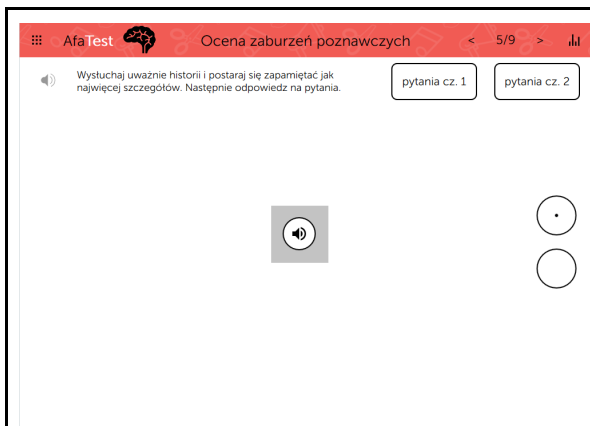 AfaTest
Ocena zaburzeń poznawczych
< 5/9 >
Wysłuchaj uważnie historii i postaraj się zapamiętać jak
najwięcej szczegółów. Następnie odpowiedz na pytania.
pytania cz. 1
pytania cz. 2